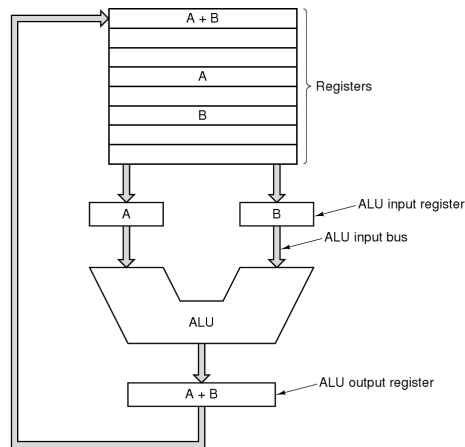 A + B
A
Registers
B
A
B
ALU input register
ALU input bus
ALU
ALU output register
A + B